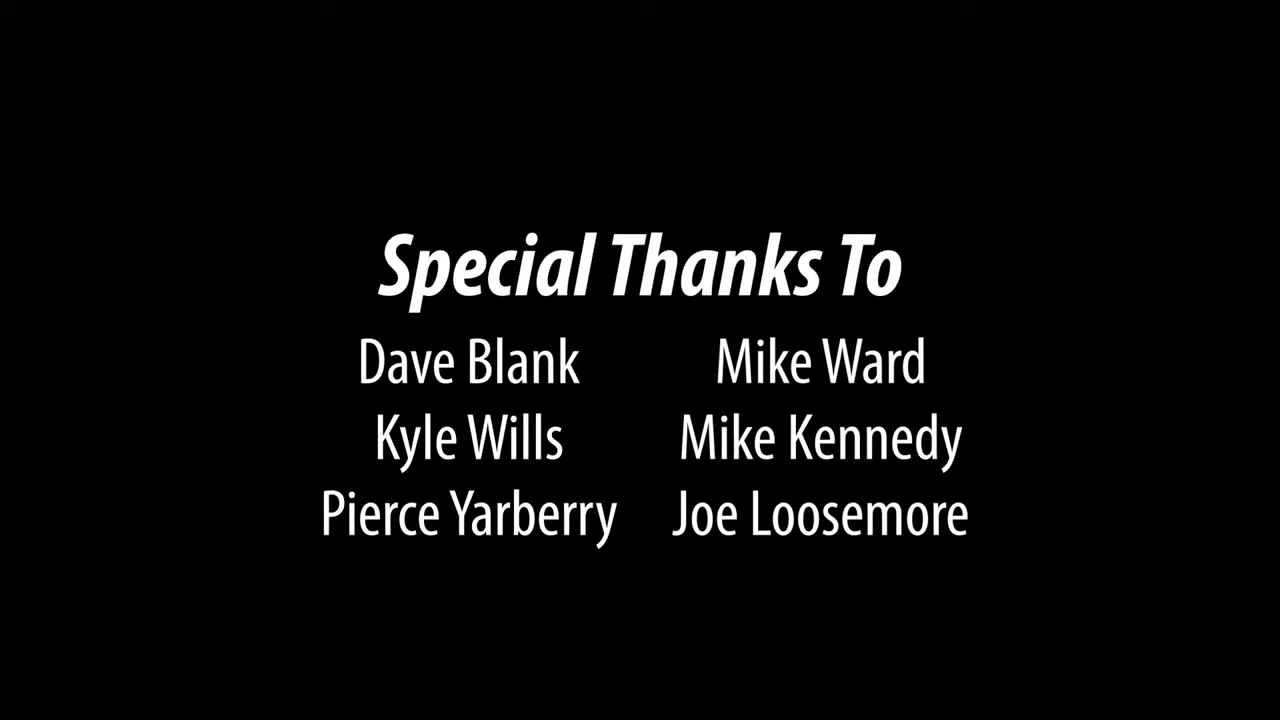 Special Thanks To
Dave Blank Mike Ward
Kyle Wills Mike Kennedy
Pierce Yarberry Joe Loosemore